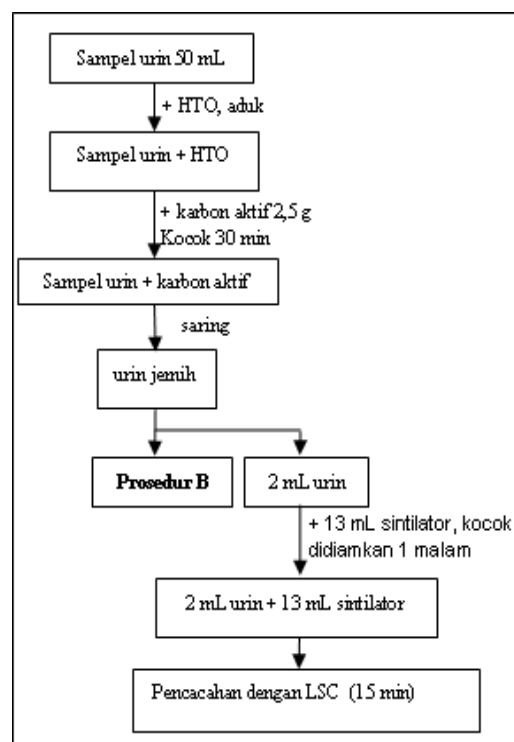 Sampel urin 50 mL
+ HTO, aduk
Sampel urin + HTO
+ karbon aktif 2,5 g
Kocok 30 min
Sampel urin + karbon aktif
saring
urin jernih
Prosedur B
2 mL urin
+ 13 mL sintilator, kocok
didiamkan 1 malam
2 mL urin + 13 mL sintilator
Pencacahan dengan LSC (15 min)